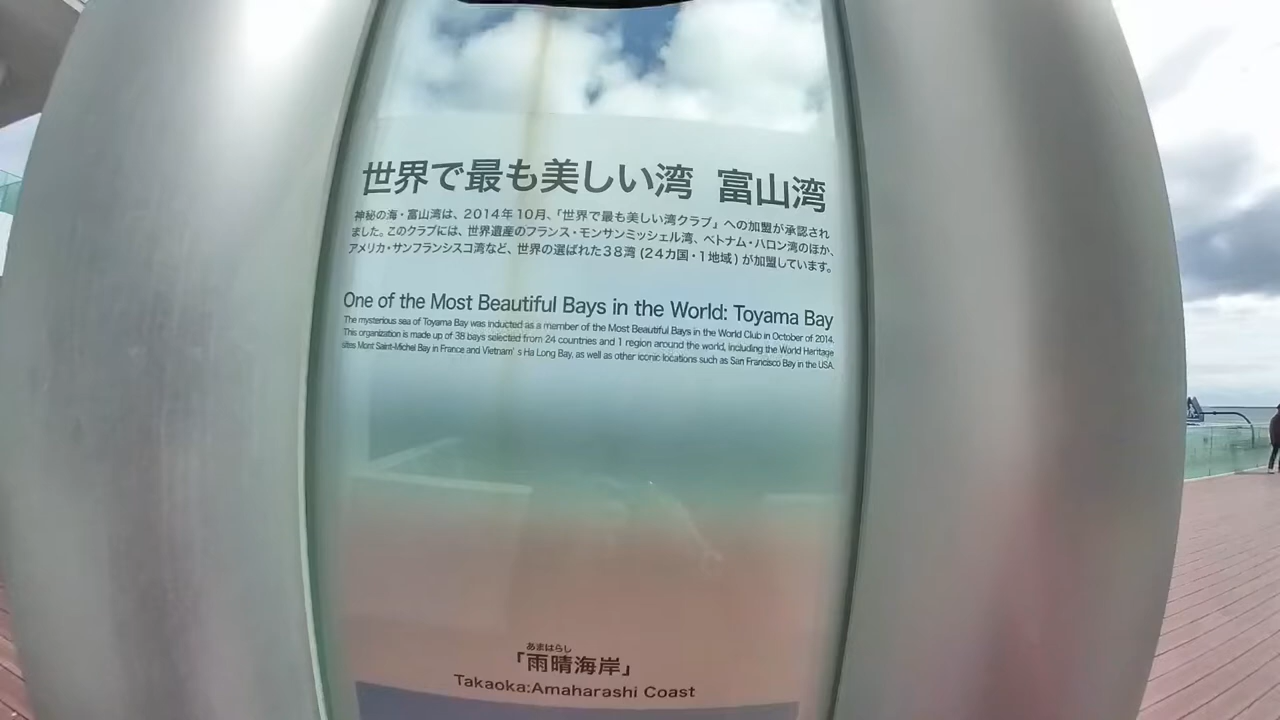 世界で最も美しい湾 富山湾
神秘の海・富山湾は、2014年10月、「世界で最も美しい湾クラブ」への加盟が承認され
ました。このクラブには、世界遺産のフランス・モンサンミッシェル湾、ベトナム・ハロン湾のほか、
アメリカ・サンフランシスコ湾など、世界の選ばれた38湾(24カ国・1地域)が加盟しています。
One of the Most Beautiful Bays in the World: Toyama Bay
The mysterious sea of Toyama Bay was inducted as a member of the Most Beautiful Bays in the World Club in October of 2014.
This organization is made up of 38 bays selected from 24 countries and 1 region around the world, including the World Heritage
sites Mont Saint-Michel Bay in France and Vietnam's Ha Long Bay, as well as other iconic locations such as San Francisco Bay in the USA.
あまはらし
「雨晴海岸」
Takaoka:Amaharashi Coast